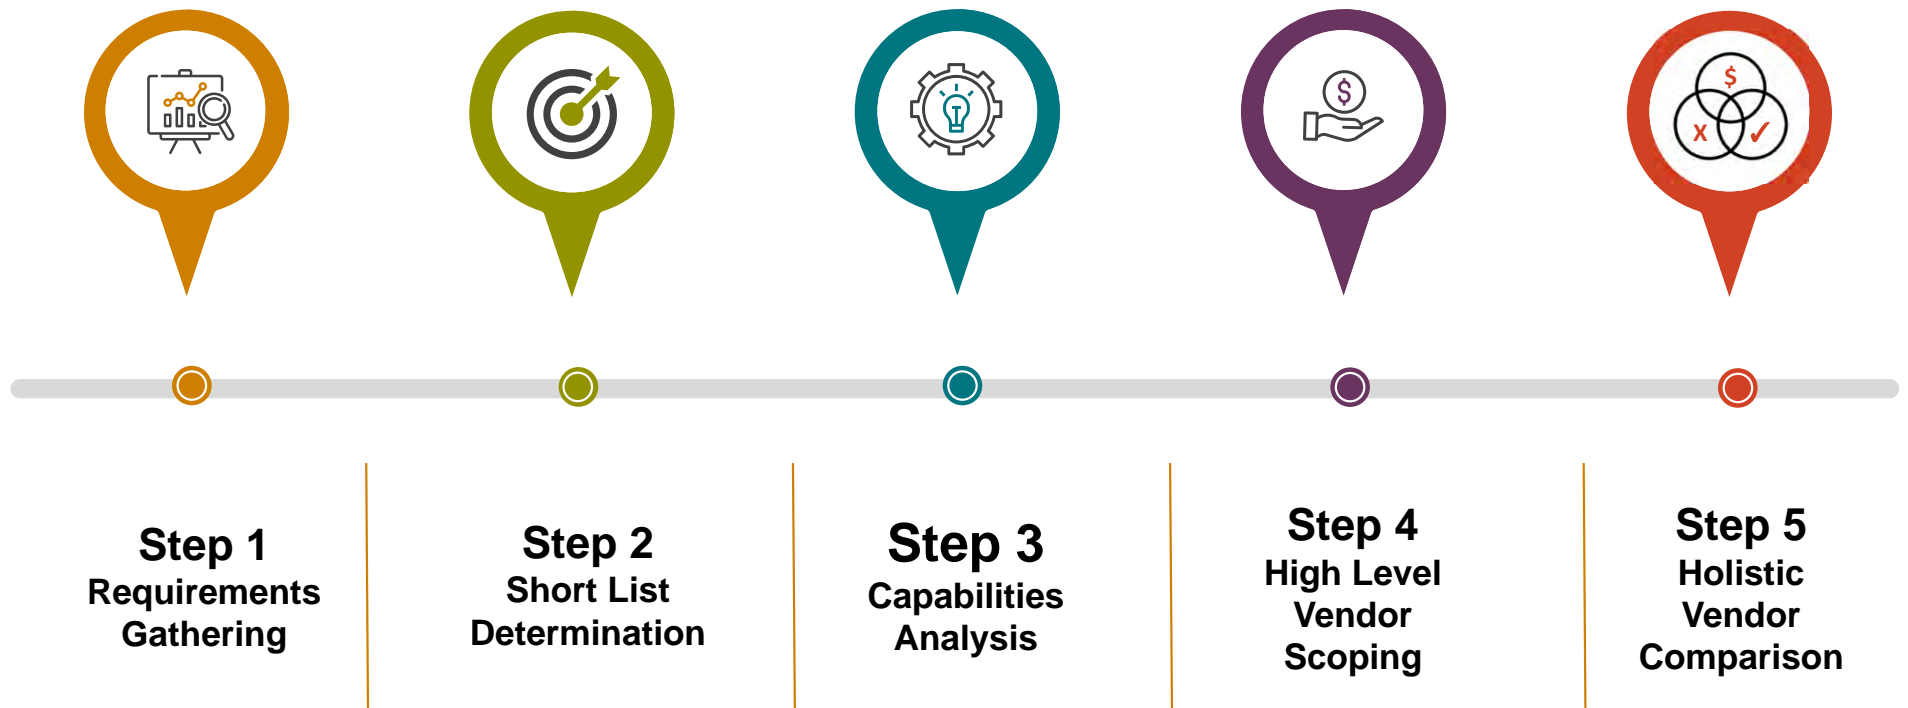 $
$
X
✓
Step 1
Requirements
Gathering
Step 2
Short List
Determination
Step 3
Capabilities
Analysis
Step 4
High Level
Vendor
Scoping
Step 5
Holistic
Vendor
Comparison